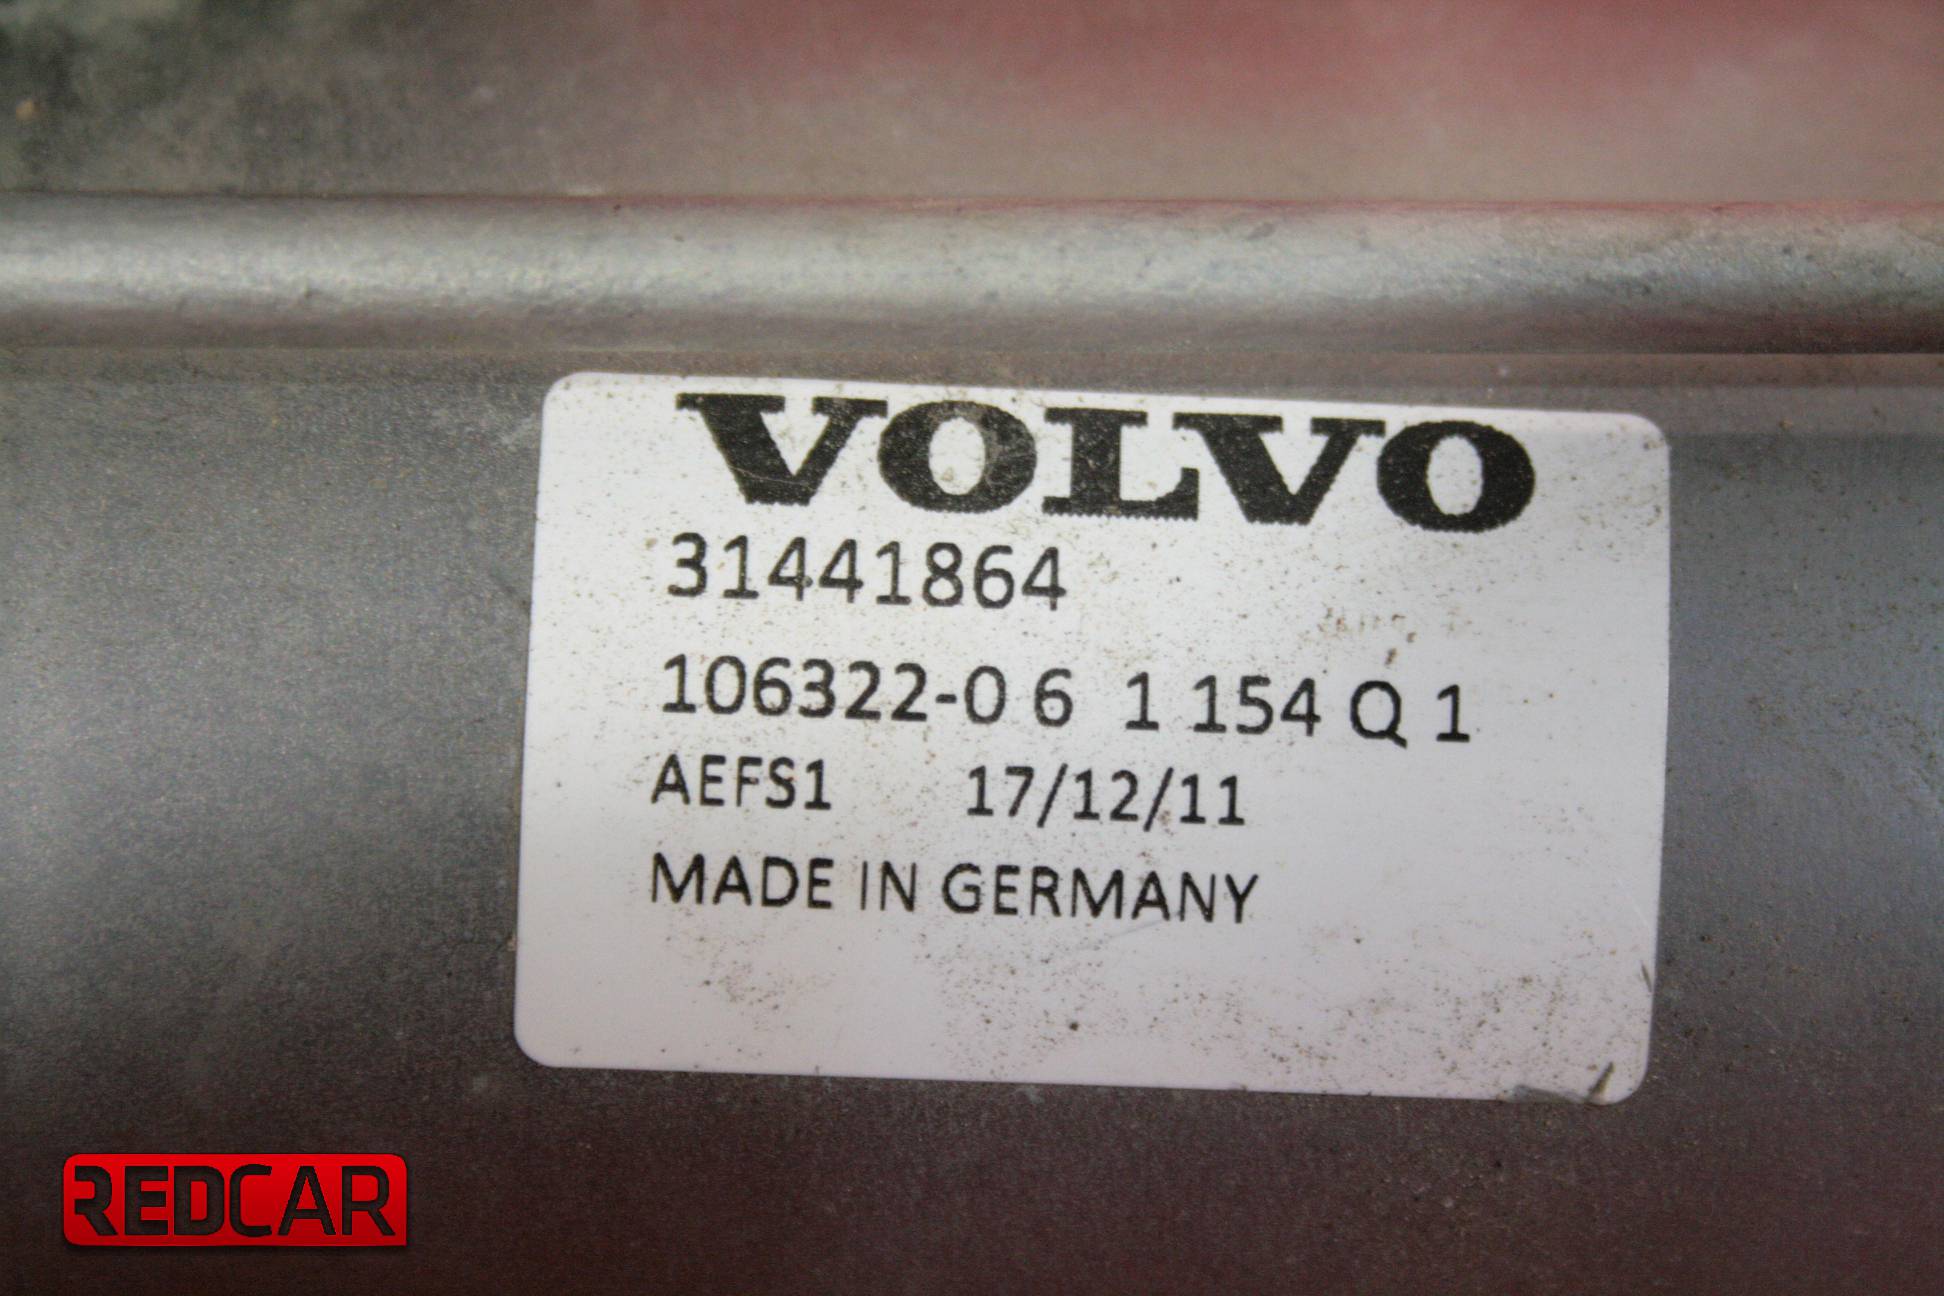 VOLVO
31441864
106322-0 6 1 154 Q 1
AEFS1 17/12/11
MADE IN GERMANY
REDCAR